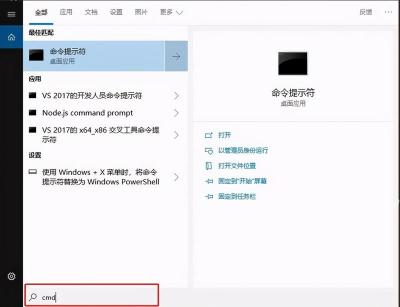 全部 应用 文档 设置 图片 更多 反馈 ...
最佳匹配
命令提示符
桌面应用
应用
VS 2017的开发人员命令提示符
Node.js command prompt
VS 2017的 x64_x86 交叉工具命令提
示符
设置
使用 Windows + X 菜单时，将命
令提示符替换为 Windows PowerShell
命令提示符
桌面应用
打开
以管理员身份运行
打开文件位置
固定到"开始"屏幕
固定到任务栏
cmd